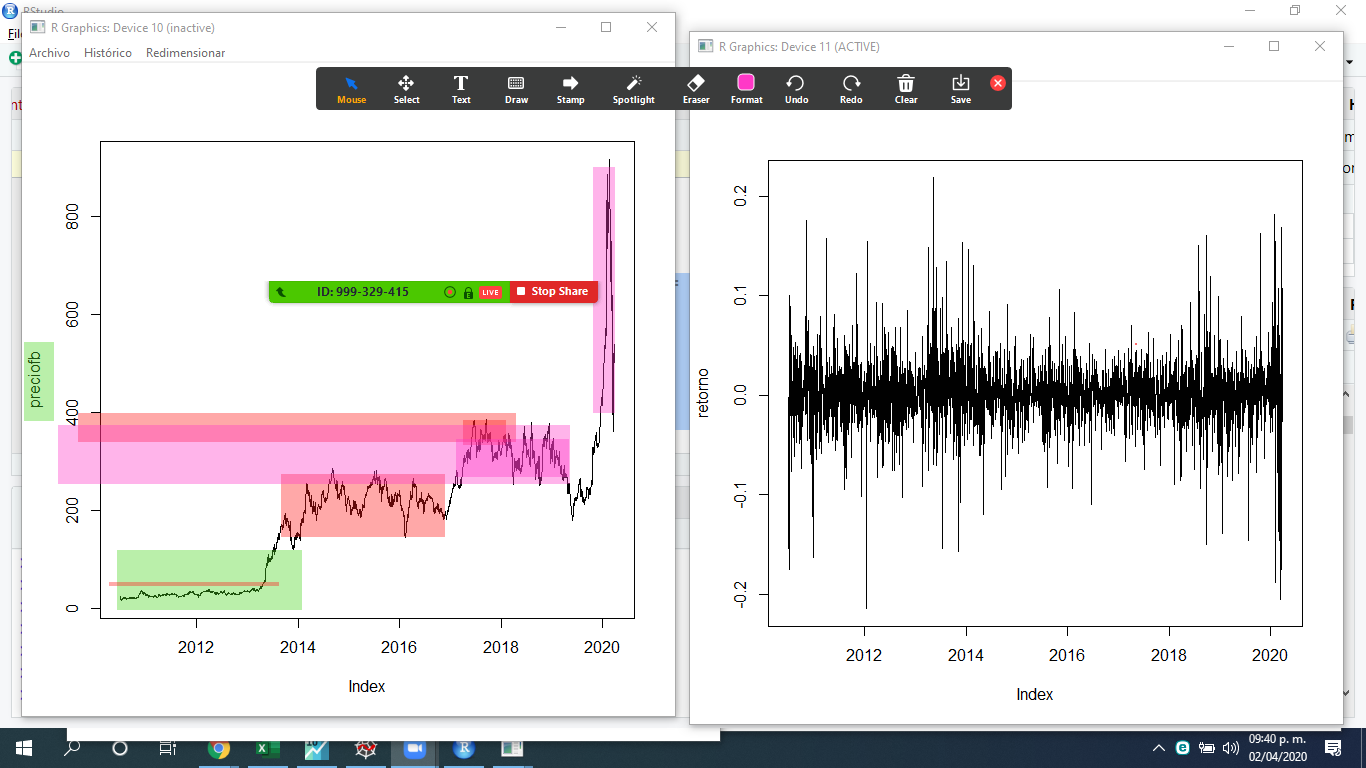 RStudio
R Graphics: Device 10 (inactive)
Archivo Histórico Redimensionar
R Graphics: Device 11 (ACTIVE)
Mouse Select Text Draw Stamp Spotlight Eraser Format Undo Redo Clear Save
ID: 999-329-415 LIVE Stop Share
preciofb
800
600
400
200
0
2012 2014 2016 2018 2020
Index
retorno
0.2
0.1
0.0
-0.1
-0.2
2012 2014 2016 2018 2020
Index
09:40 p. m.
02/04/2020